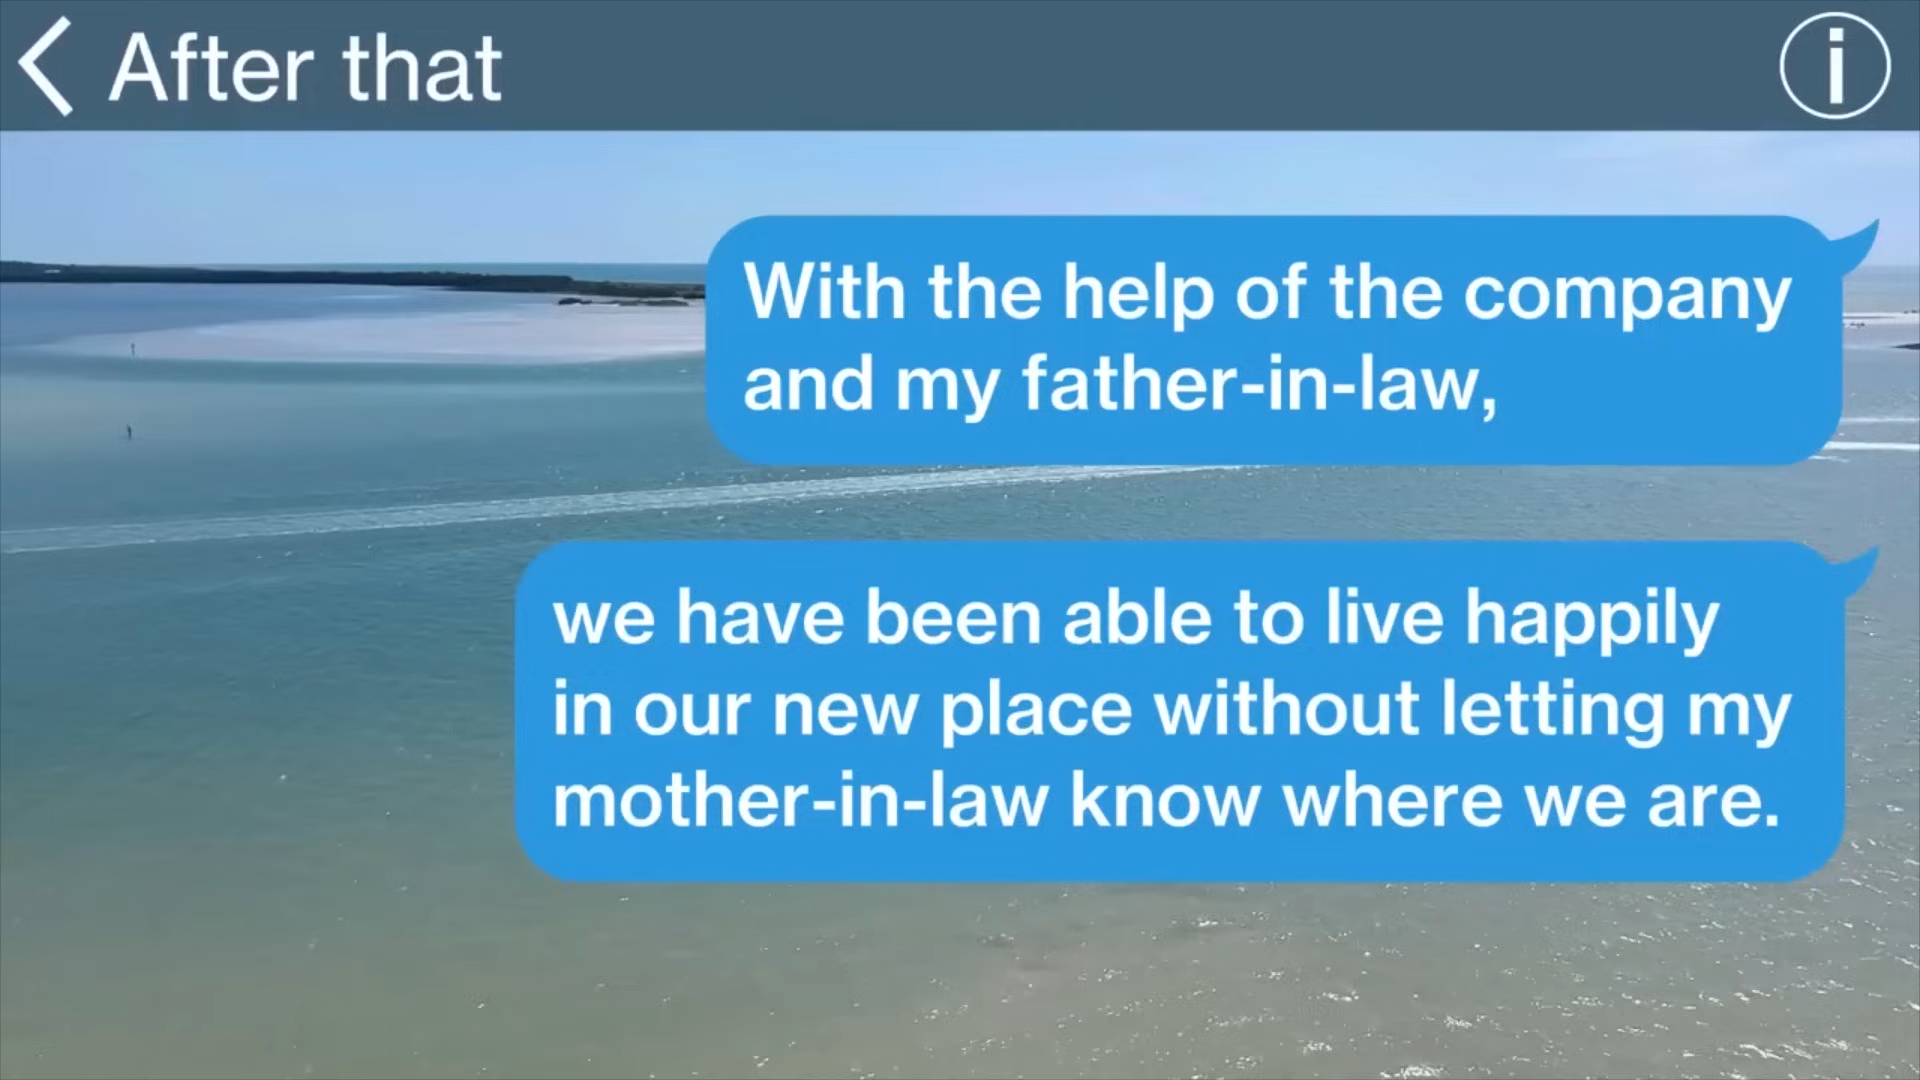 After that
With the help of the company
and my father-in-law,
we have been able to live happily
in our new place without letting my
mother-in-law know where we are.